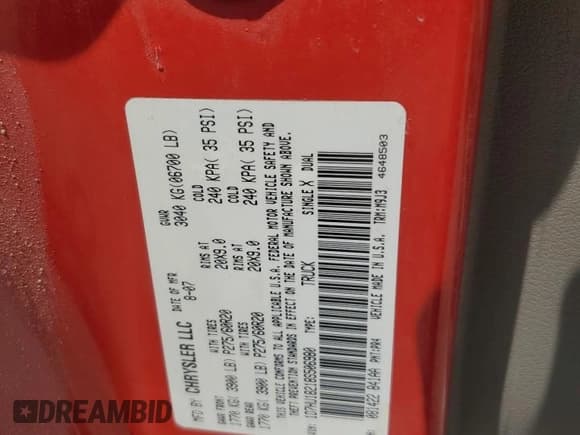 MFD BY CHRYSLER LLC
DATE OF MFR 8-07
GVWR 3040 KG(06700 LB)
WITH TIRES
RIMS AT
COLD
1770 KG( 3900 LB) P275/60R20 20X9.0 240 KPA( 35 PSI)
GAWR REAR
WITH TIRES
RIMS AT
COLD
1770 KG( 3900 LB) P275/60R20 20X9.0 240 KPA( 35 PSI)
THIS VEHICLE CONFORMS TO ALL APPLICABLE U.S.A. FEDERAL MOTOR VEHICLE SAFETY AND
THEFT PREVENTION STANDARDS IN EFFECT ON THE DATE OF MANUFACTURE SHOWN ABOVE.
TYPE: TRUCK SINGLE X DUAL
VEHICLE MADE IN U.S.A. TRM:M9J3 4648503
DREAMBID